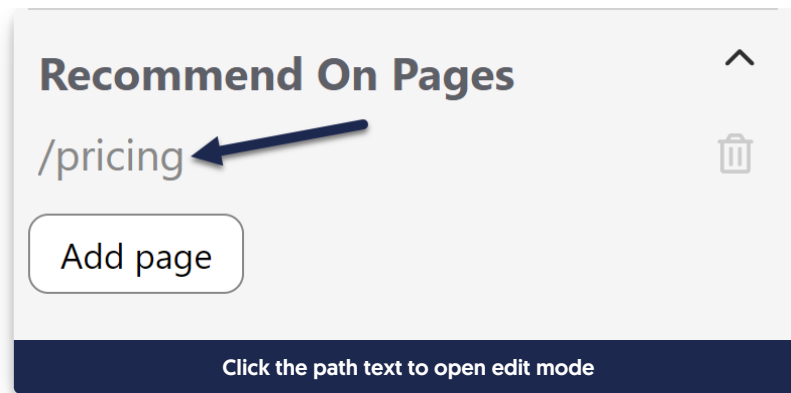 Recommend On Pages
/pricing
Add page
Click the path text to open edit mode